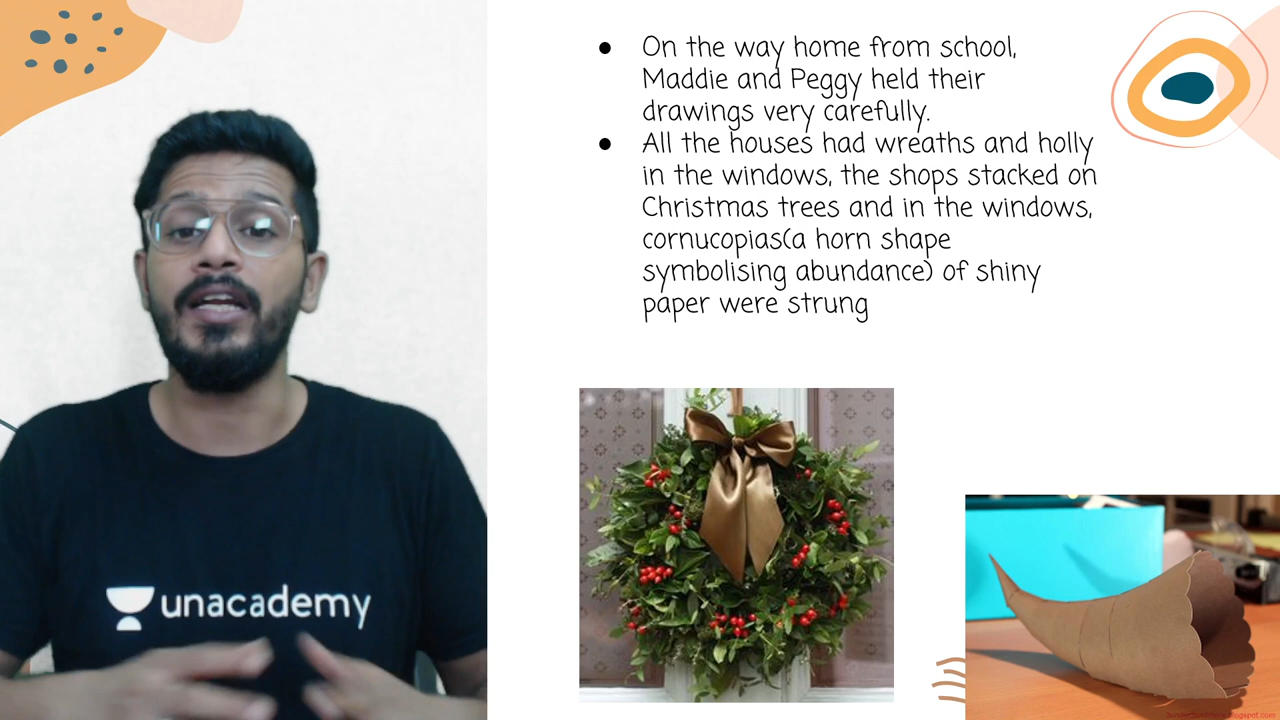 On the way home from school,
Maddie and Peggy held their
drawings very carefully.
All the houses had wreaths and holly
in the windows, the shops stacked on
Christmas trees and in the windows,
cornucopias(a horn shape
symbolising abundance) of shiny
paper were strung
unacademy